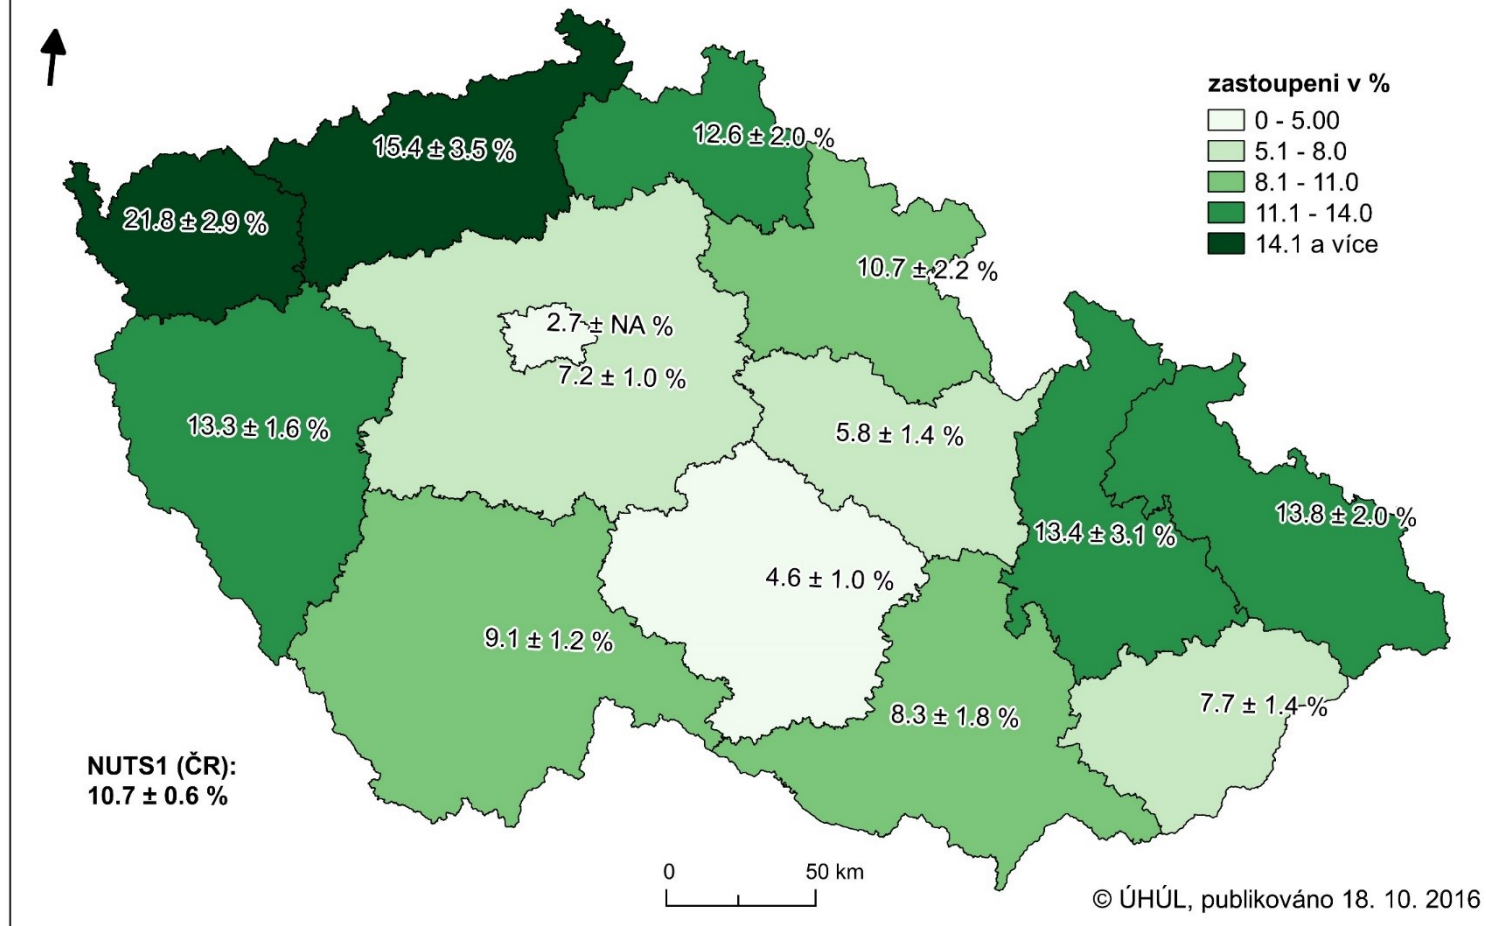 zastoupeni v %
0 - 5.00
5.1 - 8.0
8.1 - 11.0
11.1 - 14.0
14.1 a více
15.4 ± 3.5 %
12.6 ± 2.0 %
21.8 ± 2.9 %
10.7 ± 2.2 %
2.7 ± NA %
7.2 ± 1.0 %
13.3 ± 1.6 %
5.8 ± 1.4 %
13.8 ± 2.0 %
13.4 ± 3.1 %
4.6 ± 1.0 %
9.1 ± 1.2 %
7.7 ± 1.4 %
8.3 ± 1.8 %
NUTS1 (ČR):
10.7 ± 0.6 %
0 50 km
© ÚHÚL, publikováno 18. 10. 2016